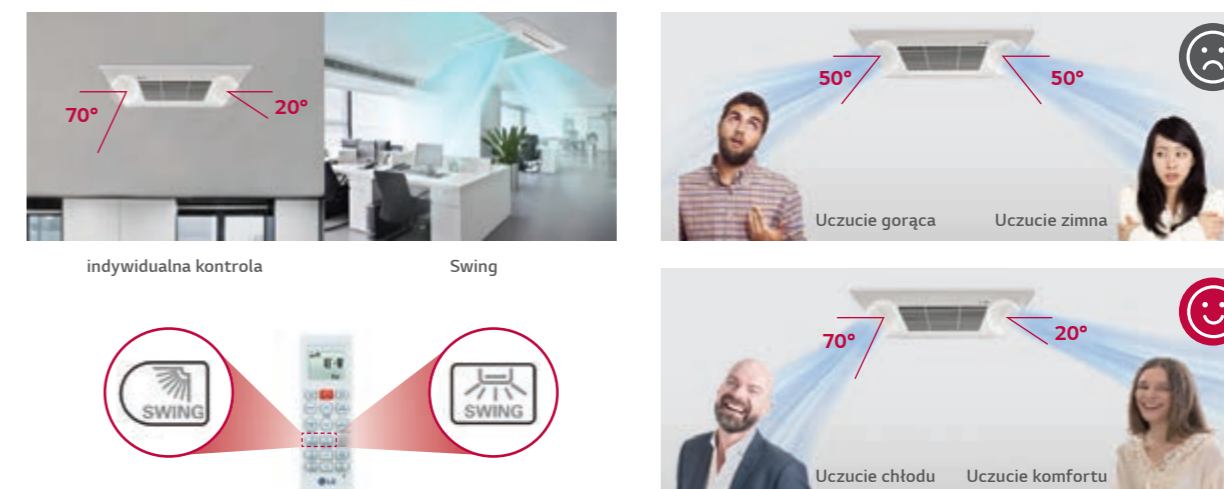 70°
20°
indywidualna kontrola
Swing
SWING
SWING
LG
50°
50°
Uczucie gorąca
Uczucie zimna
70°
20°
Uczucie chłodu
Uczucie komfortu